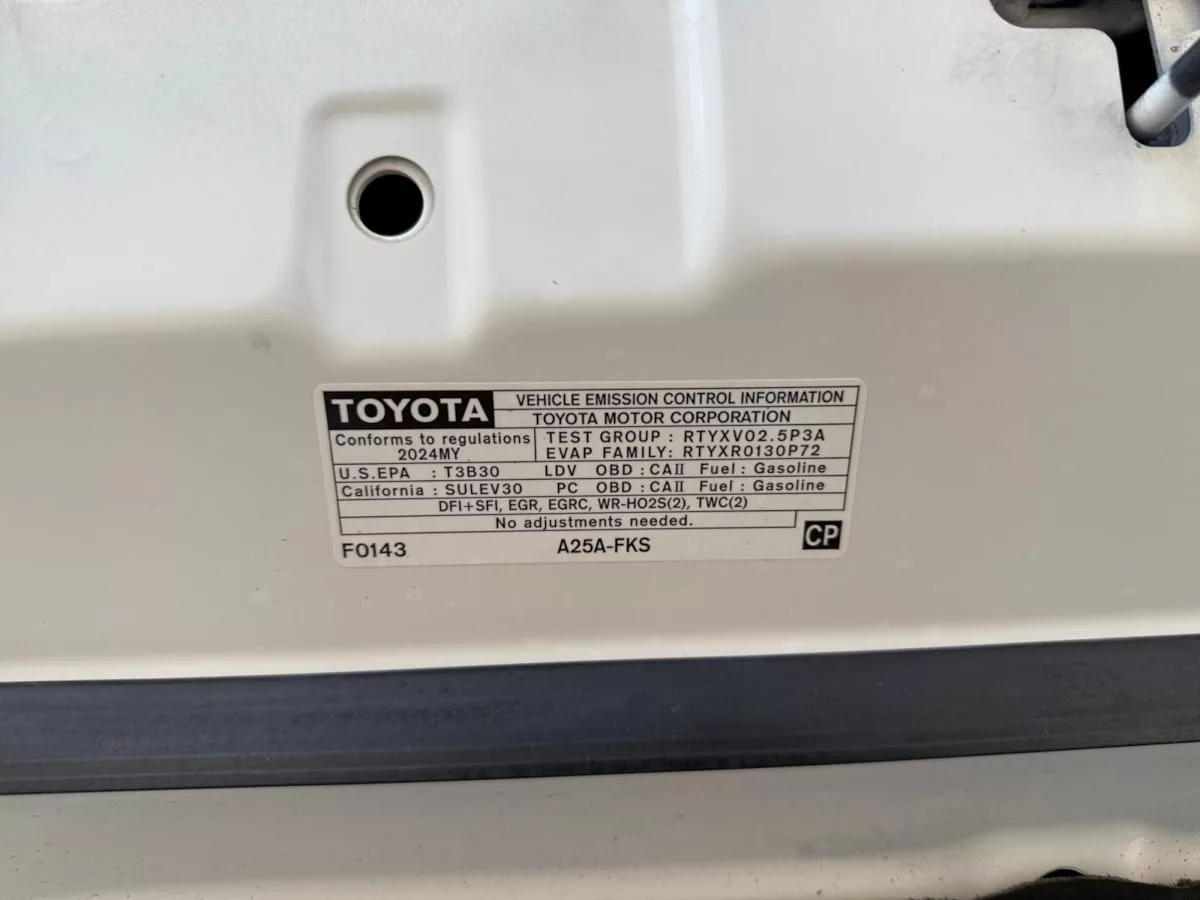 TOYOTA
VEHICLE EMISSION CONTROL INFORMATION
TOYOTA MOTOR CORPORATION
Conforms to regulations
2024MY
TEST GROUP : RTYXV02.5P3A
EVAP FAMILY: RTYXR0130P72
U.S.EPA : T3B30 LDV OBD : CAII Fuel : Gasoline
California : SULEV30 PC OBD : CAII Fuel : Gasoline
DFI+SFI, EGR, EGRC, WR-HO2S(2), TWC(2)
No adjustments needed.
F0143 A25A-FKS CP